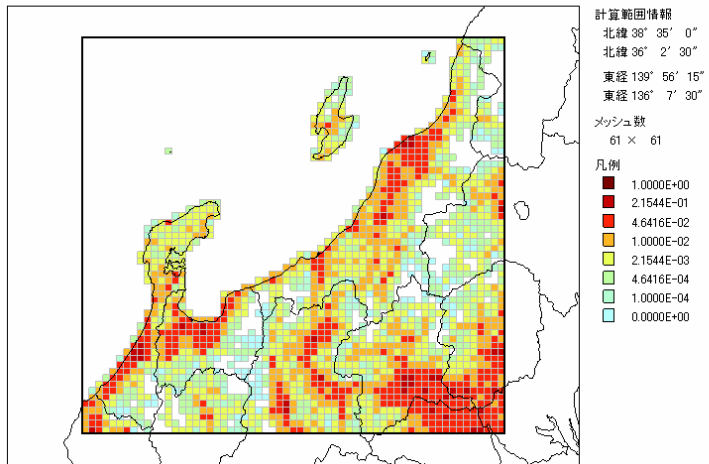 計算範囲情報
北緯 38° 35′ 0″
北緯 36° 2′ 30″
東経 139° 56′ 15″
東経 136° 7′ 30″
メッシュ数
61 × 61
凡例
1.0000E+00
2.1544E-01
4.6416E-02
1.0000E-02
2.1544E-03
4.6416E-04
1.0000E-04
0.0000E+00